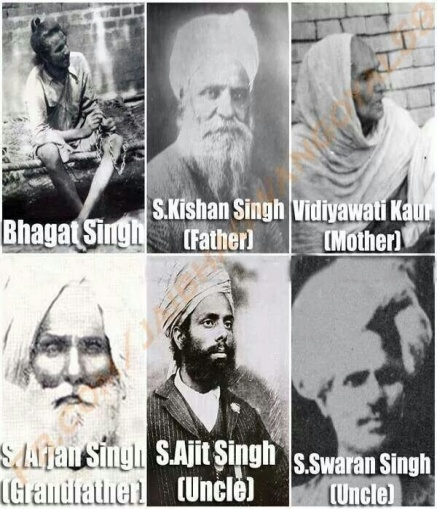 Bhagat Singh
S.Kishan Singh
(Father)
Vidiyawati Kaur
(Mother)
S. Arjan Singh
(Grandfather)
S.Ajit Singh
(Uncle)
S.Swaran Singh
(Uncle)